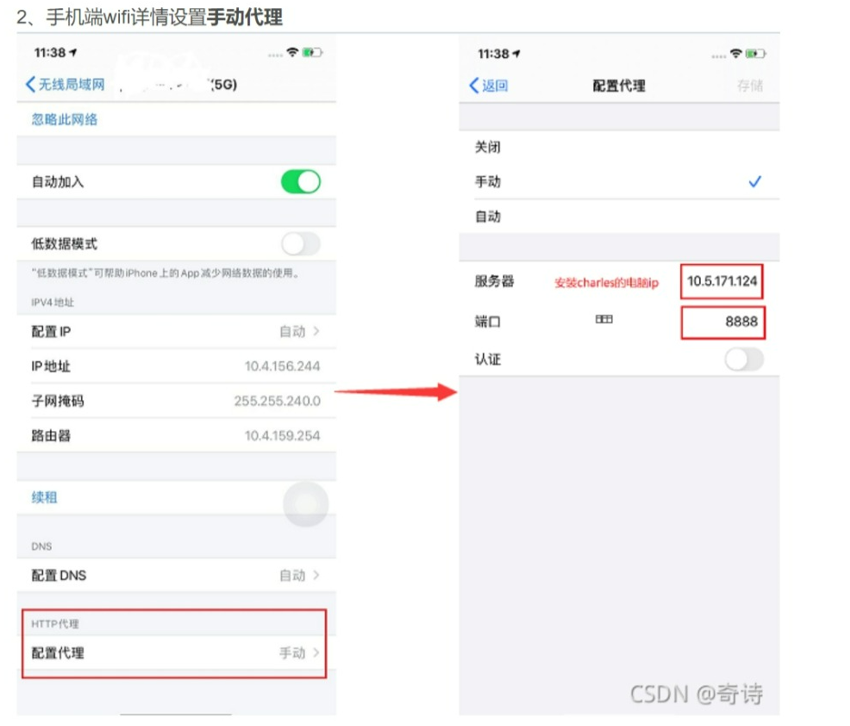 2、手机端wifi详情设置手动代理
11:38
无线局域网
(5G)
忽略此网络
自动加入
低数据模式
“低数据模式”可帮助iPhone上的App减少网络数据的使用。
IPV4地址
配置 IP 自动
IP地址 10.4.156.244
子网掩码 255.255.240.0
路由器 10.4.159.254
续租
DNS
配置 DNS 自动
HTTP代理
配置代理 手动
11:38
返回 配置代理 存储
关闭
手动
自动
服务器 安装charles的电脑ip 10.5.171.124
端口 8888
认证
CSDN @奇诗